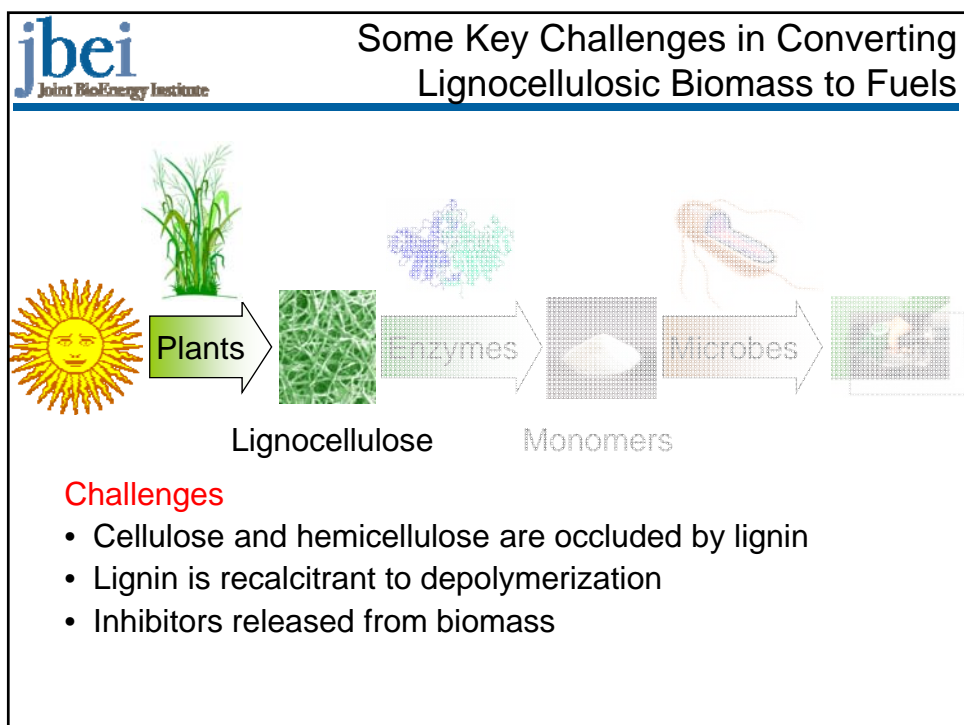 jbei
Joint BioEnergy Institute
Some Key Challenges in Converting
Lignocellulosic Biomass to Fuels
Plants
Enzymes
Microbes
Lignocellulose
Monomers
Challenges
• Cellulose and hemicellulose are occluded by lignin
• Lignin is recalcitrant to depolymerization
• Inhibitors released from biomass